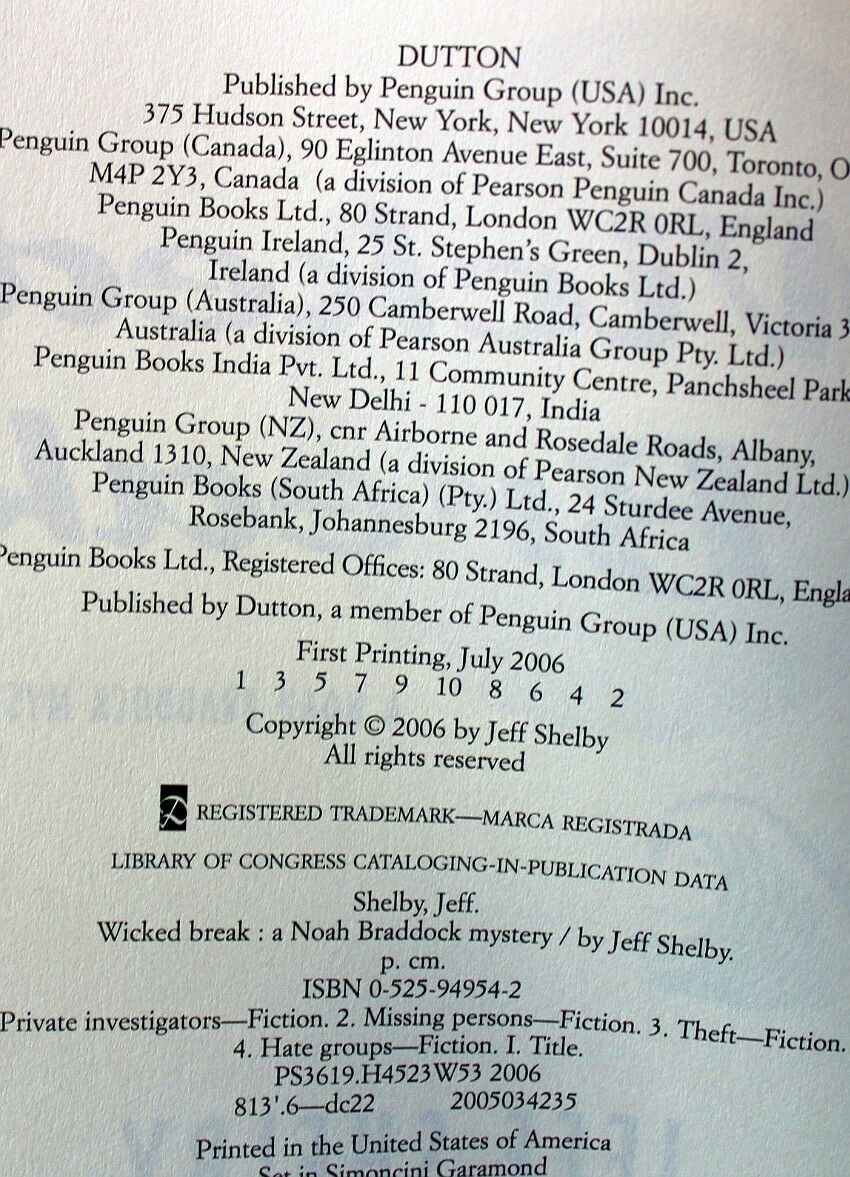 DUTTON
Published by Penguin Group (USA) Inc.
375 Hudson Street, New York, New York 10014, USA
Penguin Group (Canada), 90 Eglinton Avenue East, Suite 700, Toronto, O
M4P 2Y3, Canada (a division of Pearson Penguin Canada Inc.)
Penguin Books Ltd., 80 Strand, London WC2R 0RL, England
Penguin Ireland, 25 St. Stephen's Green, Dublin 2,
Ireland (a division of Penguin Books Ltd.)
Penguin Group (Australia), 250 Camberwell Road, Camberwell, Victoria 3
Australia (a division of Pearson Australia Group Pty. Ltd.)
Penguin Books India Pvt. Ltd., 11 Community Centre, Panchsheel Park
New Delhi - 110 017, India
Penguin Group (NZ), cnr Airborne and Rosedale Roads, Albany,
Auckland 1310, New Zealand (a division of Pearson New Zealand Ltd.)
Penguin Books (South Africa) (Pty.) Ltd., 24 Sturdee Avenue,
Rosebank, Johannesburg 2196, South Africa
Penguin Books Ltd., Registered Offices: 80 Strand, London WC2R 0RL, Engla
Published by Dutton, a member of Penguin Group (USA) Inc.
First Printing, July 2006
1 3 5 7 9 10 8 6 4 2
Copyright © 2006 by Jeff Shelby
All rights reserved
REGISTERED TRADEMARK—MARCA REGISTRADA
LIBRARY OF CONGRESS CATALOGING-IN-PUBLICATION DATA
Shelby, Jeff.
Wicked break : a Noah Braddock mystery / by Jeff Shelby.
p. cm.
ISBN 0-525-94954-2
Private investigators—Fiction. 2. Missing persons—Fiction. 3. Theft—Fiction.
4. Hate groups—Fiction. I. Title.
PS3619.H4523W53 2006
813'.6—dc22 2005034235
Printed in the United States of America
Set in Simoncini Garamond